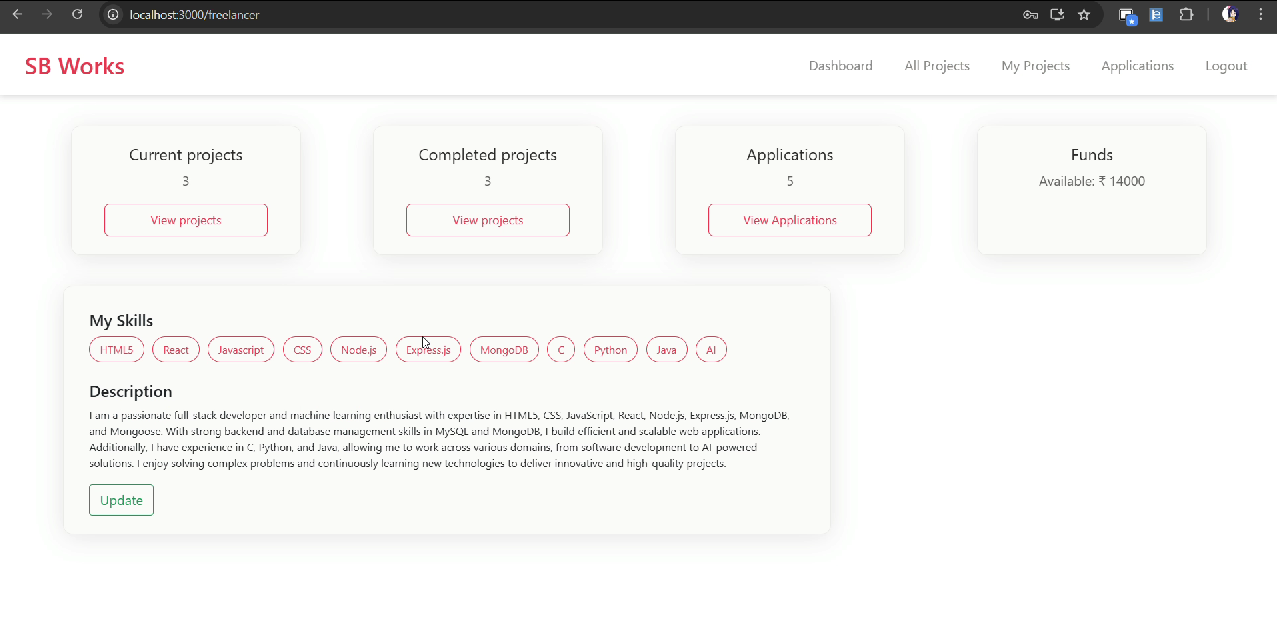 localhost:3000/freelancer
SB Works
Dashboard All Projects My Projects Applications Logout
Current projects
3
View projects
Completed projects
3
View projects
Applications
5
View Applications
Funds
Available: ₹ 14000
My Skills
HTML5 React Javascript CSS Node.js Express.js MongoDB C Python Java AI
Description
I am a passionate full-stack developer and machine learning enthusiast with expertise in HTML5, CSS, JavaScript, React, Node.js, Express.js, MongoDB,
and Mongoose. With strong backend and database management skills in MySQL and MongoDB, I build efficient and scalable web applications.
Additionally, I have experience in C, Python, and Java, allowing me to work across various domains, from software development to AI-powered
solutions. I enjoy solving complex problems and continuously learning new technologies to deliver innovative and high-quality projects.
Update